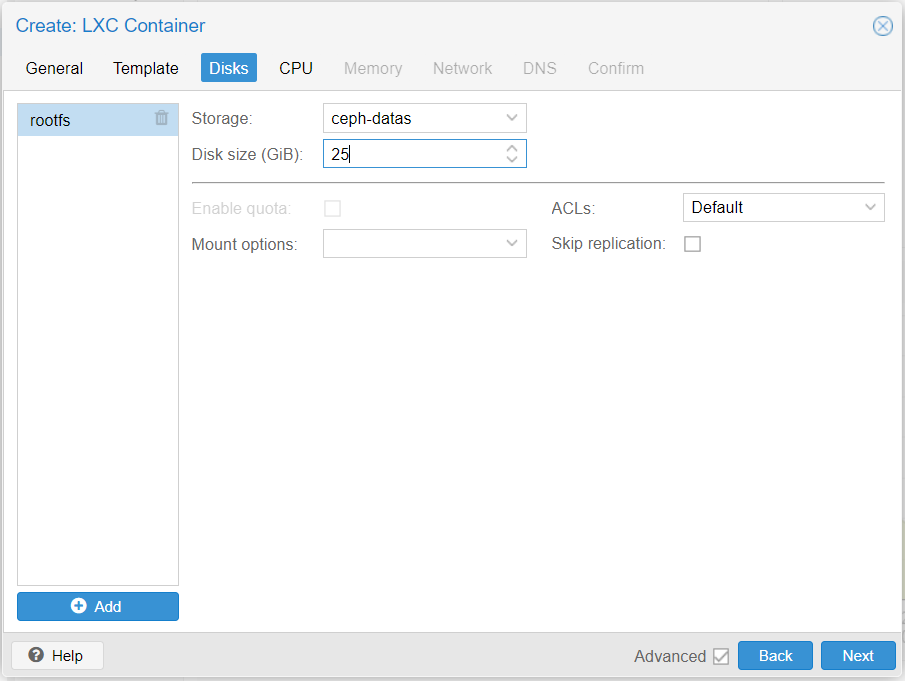 Create: LXC Container
General Template Disks CPU Memory Network DNS Confirm
rootfs
Storage: ceph-datas
Disk size (GiB): 25
Enable quota: ACLs: Default
Mount options: Skip replication:
Add
Help Advanced Back Next